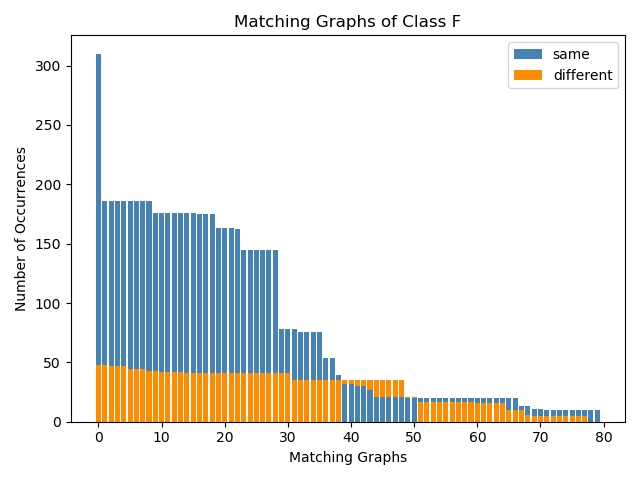 Matching Graphs of Class F
same
different
Number of Occurrences
300
250
200
150
100
50
0
0 10 20 30 40 50 60 70 80
Matching Graphs